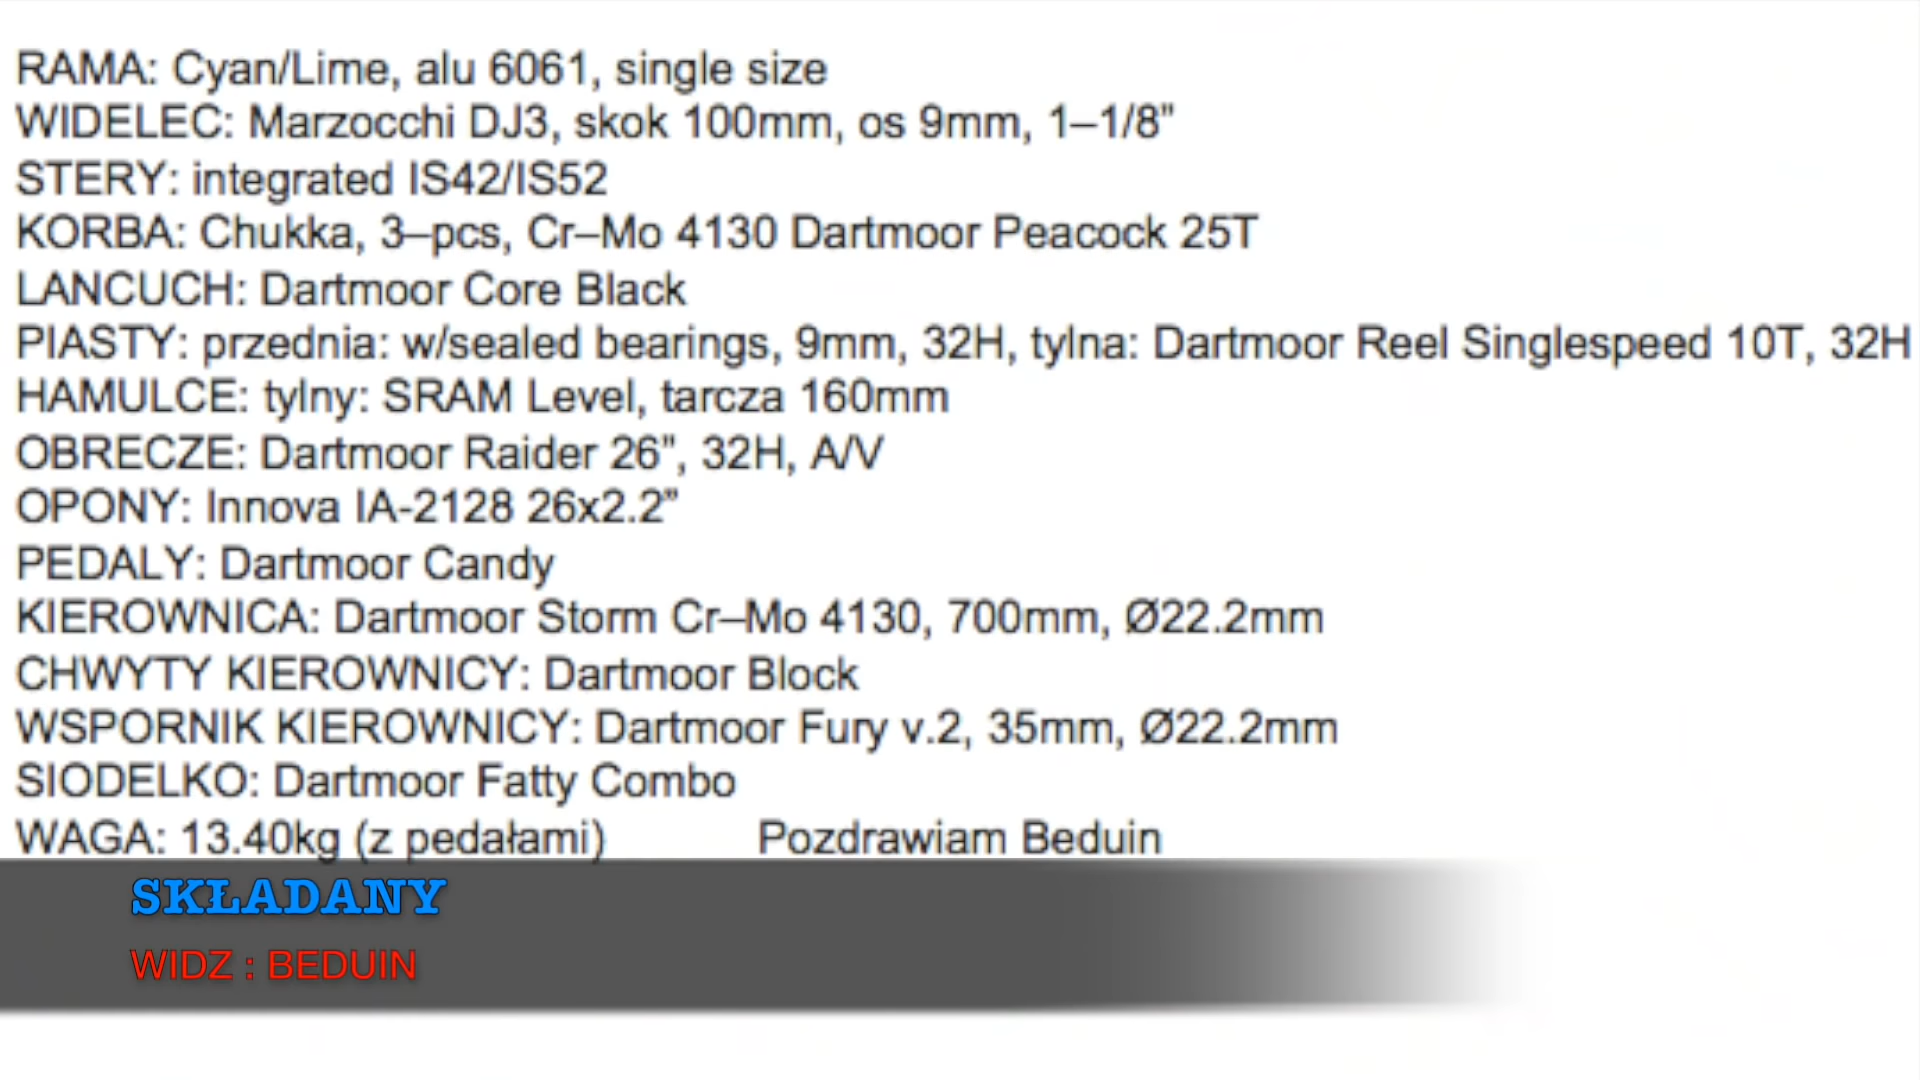 RAMA: Cyan/Lime, alu 6061, single size
WIDELEC: Marzocchi DJ3, skok 100mm, os 9mm, 1–1/8”
STERY: integrated IS42/IS52
KORBA: Chukka, 3–pcs, Cr–Mo 4130 Dartmoor Peacock 25T
LANCUCH: Dartmoor Core Black
PIASTY: przednia: w/sealed bearings, 9mm, 32H, tylna: Dartmoor Reel Singlespeed 10T, 32H
HAMULCE: tylny: SRAM Level, tarcza 160mm
OBRECZE: Dartmoor Raider 26”, 32H, A/V
OPONY: Innova IA-2128 26x2.2”
PEDALY: Dartmoor Candy
KIEROWNICA: Dartmoor Storm Cr–Mo 4130, 700mm, Ø22.2mm
CHWYTY KIEROWNICY: Dartmoor Block
WSPORNIK KIEROWNICY: Dartmoor Fury v.2, 35mm, Ø22.2mm
SIODELKO: Dartmoor Fatty Combo
WAGA: 13.40kg (z pedałami) Pozdrawiam Beduin
SKŁADANY
WIDZ : BEDUIN